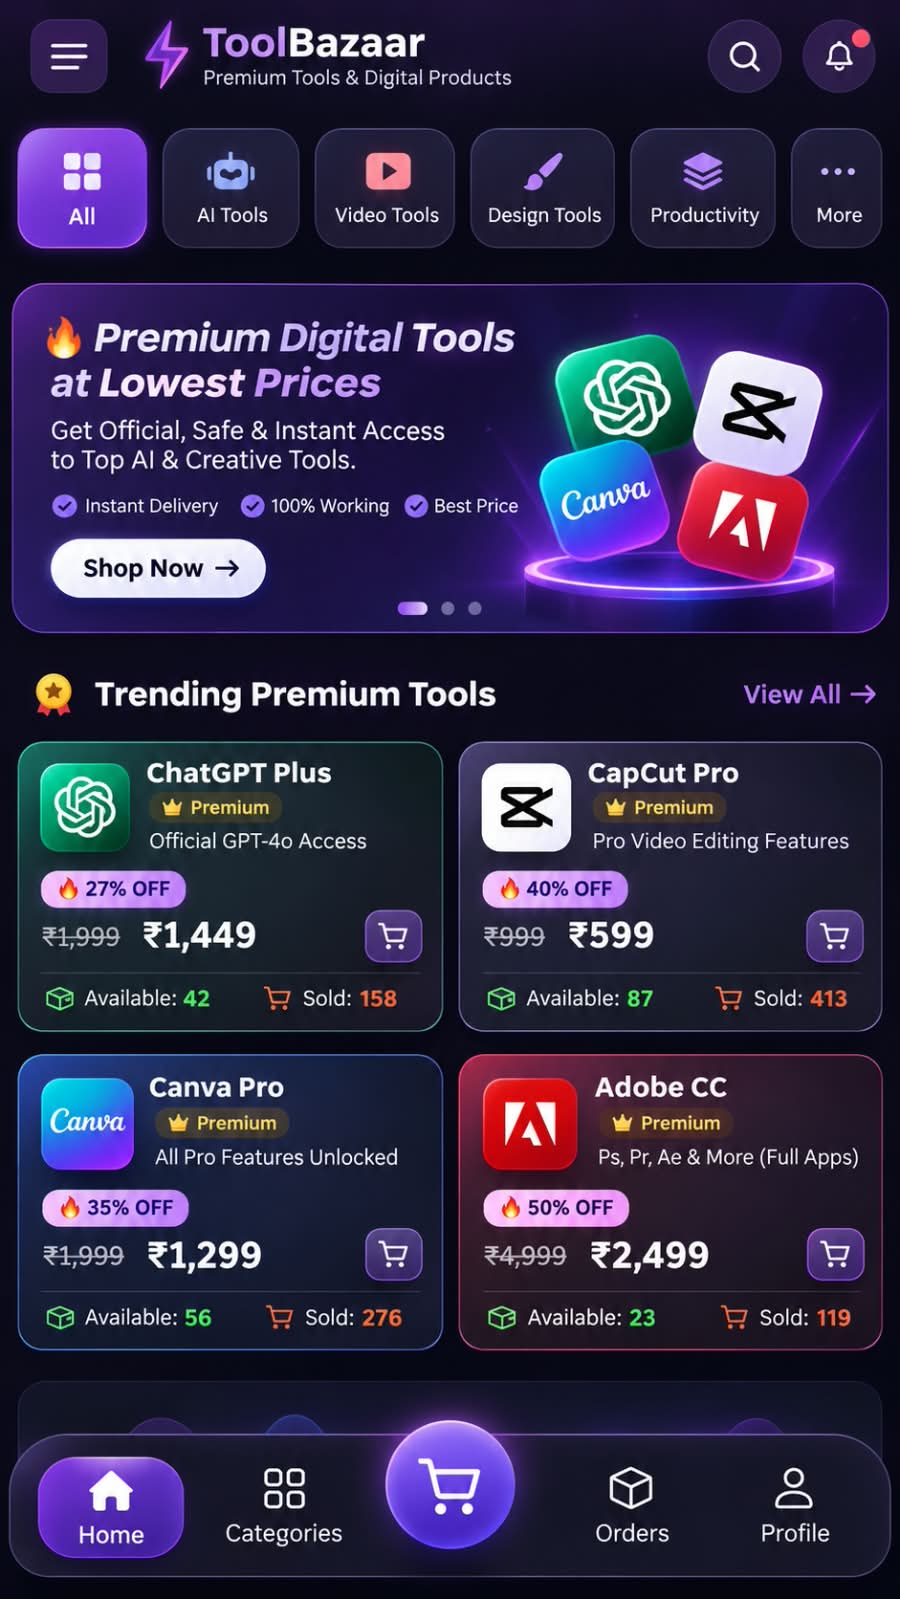 ToolBazaar
Premium Tools & Digital Products
All
AI Tools
Video Tools
Design Tools
Productivity
More
🔥 Premium Digital Tools
at Lowest Prices
Get Official, Safe & Instant Access
to Top AI & Creative Tools.
Instant Delivery
100% Working
Best Price
Shop Now →
Canva
Trending Premium Tools
View All →
ChatGPT Plus
Premium
Official GPT-4o Access
🔥 27% OFF
₹1,999 ₹1,449
Available: 42
Sold: 158
CapCut Pro
Premium
Pro Video Editing Features
🔥 40% OFF
₹999 ₹599
Available: 87
Sold: 413
Canva
Canva Pro
Premium
All Pro Features Unlocked
🔥 35% OFF
₹1,999 ₹1,299
Available: 56
Sold: 276
Adobe CC
Premium
Ps, Pr, Ae & More (Full Apps)
🔥 50% OFF
₹4,999 ₹2,499
Available: 23
Sold: 119
Home
Categories
Orders
Profile